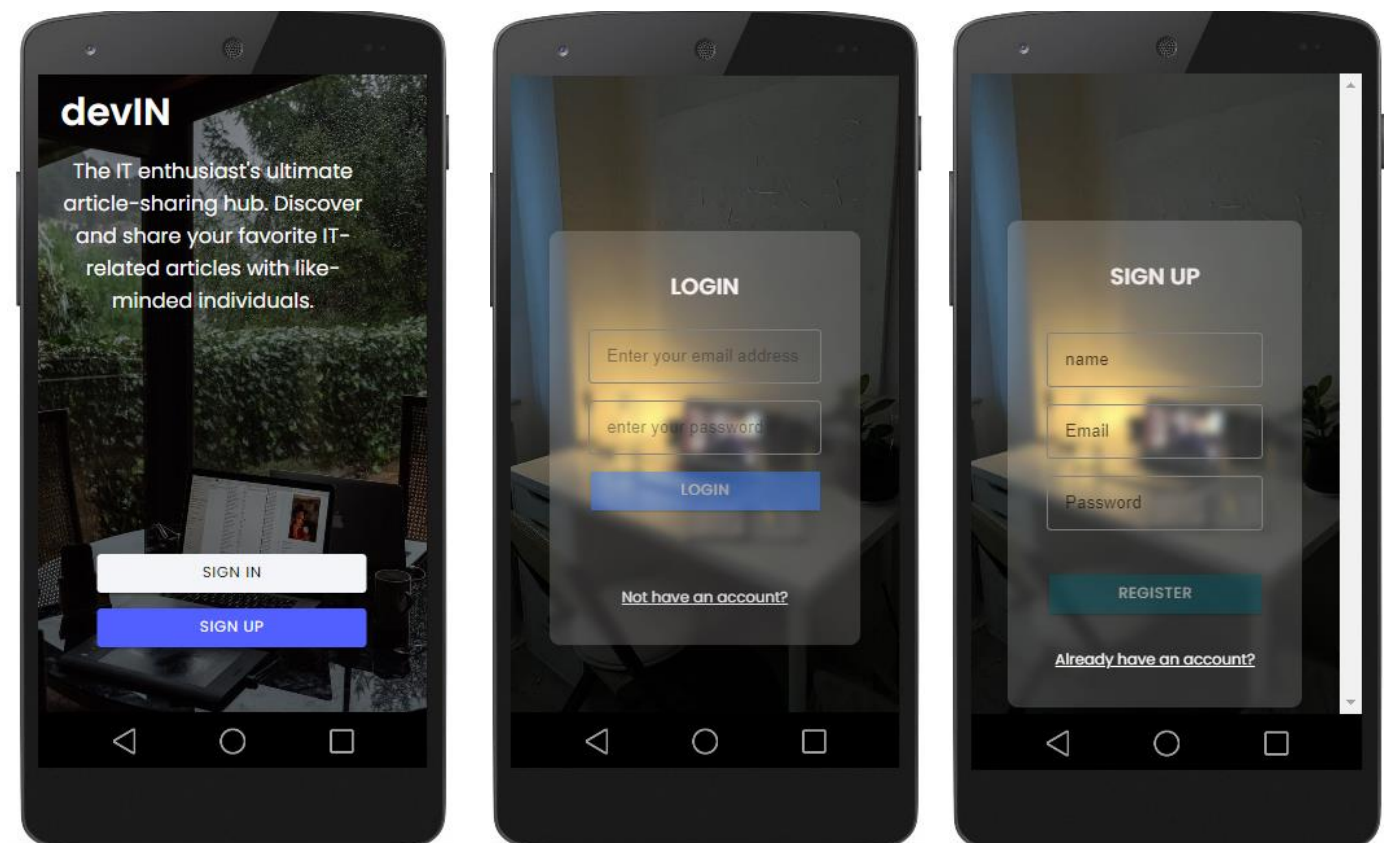 devIN
The IT enthusiast's ultimate
article-sharing hub. Discover
and share your favorite IT-
related articles with like-
minded individuals.
SIGN IN
SIGN UP
LOGIN
Enter your email address
enter your password
LOGIN
Not have an account?
SIGN UP
name
Email
Password
REGISTER
Already have an account?